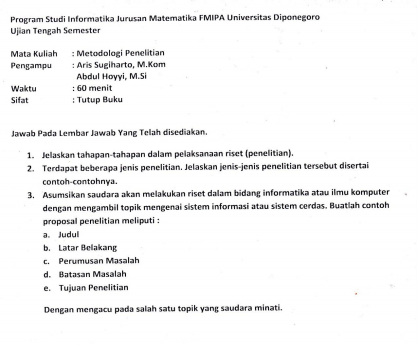 Program Studi Informatika Jurusan Matematika FMIPA Universitas Diponegoro
Ujian Tengah Semester
Mata Kuliah : Metodologi Penelitian
Pengampu : Aris Sugiharto, M.Kom
Abdul Hoyyi, M.Si
Waktu : 60 menit
Sifat : Tutup Buku
Jawab Pada Lembar Jawab Yang Telah disediakan.
1. Jelaskan tahapan-tahapan dalam pelaksanaan riset (penelitian).
2. Terdapat beberapa jenis penelitian. Jelaskan jenis-jenis penelitian tersebut disertai
contoh-contohnya.
3. Asumsikan saudara akan melakukan riset dalam bidang informatika atau ilmu komputer
dengan mengambil topik mengenai sistem informasi atau sistem cerdas. Buatlah contoh
proposal penelitian meliputi :
a. Judul
b. Latar Belakang
c. Perumusan Masalah
d. Batasan Masalah
e. Tujuan Penelitian
Dengan mengacu pada salah satu topik yang saudara minati.